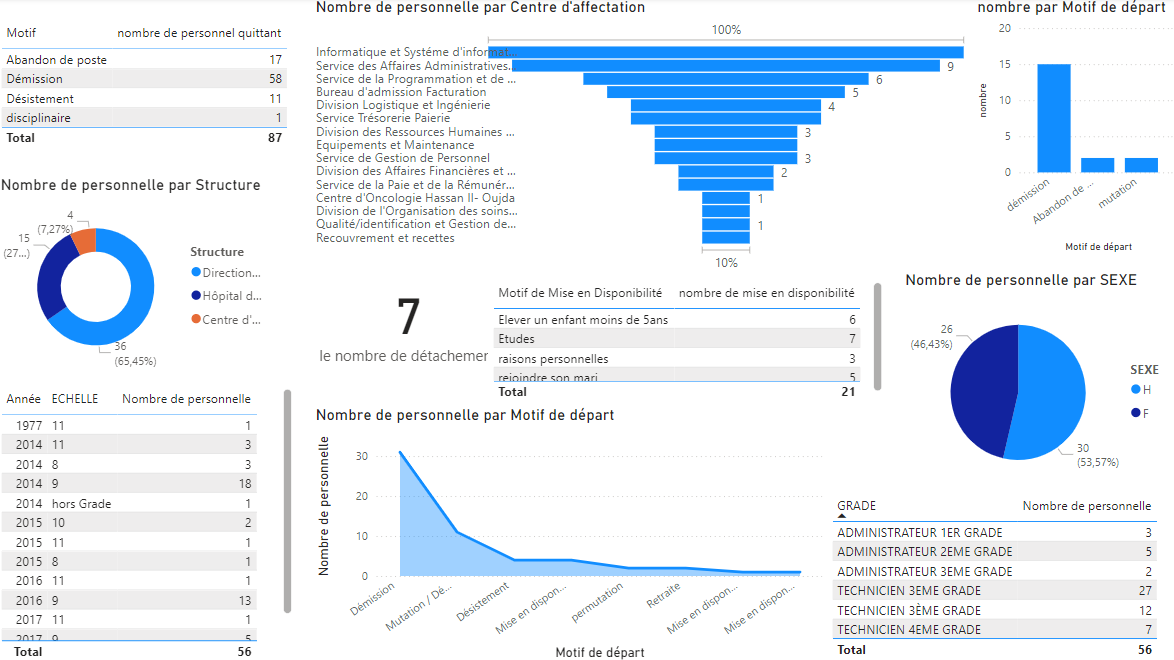 Motif nombre de personnel quittant
Abandon de poste 17
Démission 58
Désistement 11
disciplinaire 1
Total 87
Nombre de personnelle par Structure
4
(7,27%)
15
(27...)
36
(65,45%)
Structure
Direction...
Hôpital d...
Centre d'...
Année ECHELLE Nombre de personnelle
1977 11 1
2014 11 3
2014 8 3
2014 9 18
2014 hors Grade 1
2015 10 2
2015 11 1
2015 8 1
2016 11 1
2016 9 13
2017 11 1
2017 9 5
Total 56
Nombre de personnelle par Centre d'affectation
100%
Informatique et Systéme d'informat...
Service des Affaires Administratives... 9
Service de la Programmation et de ... 6
Bureau d'admission Facturation 5
Division Logistique et Ingénierie 4
Service Trésorerie Paierie
Division des Ressources Humaines ... 3
Equipements et Maintenance
Service de Gestion de Personnel 3
Division des Affaires Financières et ... 2
Service de la Paie et de la Rémunér...
Centre d'Oncologie Hassan II- Oujda 1
Division de l'Organisation des soins...
Qualité/identification et Gestion de... 1
Recouvrement et recettes
10%
7
le nombre de détachemer
Motif de Mise en Disponibilité nombre de mise en disponibilité
Elever un enfant moins de 5ans 6
Etudes 7
raisons personnelles 3
rejoindre son mari 5
Total 21
Nombre de personnelle par Motif de départ
Nombre de personnelle
30
20
10
0
Démission
Mutation / Dé...
Désistement
Mise en dispon...
permutation
Retraite
Mise en dispon...
Mise en dispon...
Motif de départ
nombre par Motif de départ
nombre
20
15
10
5
0
démission
Abandon de ...
mutation
Motif de départ
Nombre de personnelle par SEXE
26
(46,43%)
30
(53,57%)
SEXE
H
F
GRADE Nombre de personnelle
ADMINISTRATEUR 1ER GRADE 3
ADMINISTRATEUR 2EME GRADE 5
ADMINISTRATEUR 3EME GRADE 2
TECHNICIEN 3EME GRADE 27
TECHNICIEN 3ÈME GRADE 12
TECHNICIEN 4EME GRADE 7
Total 56